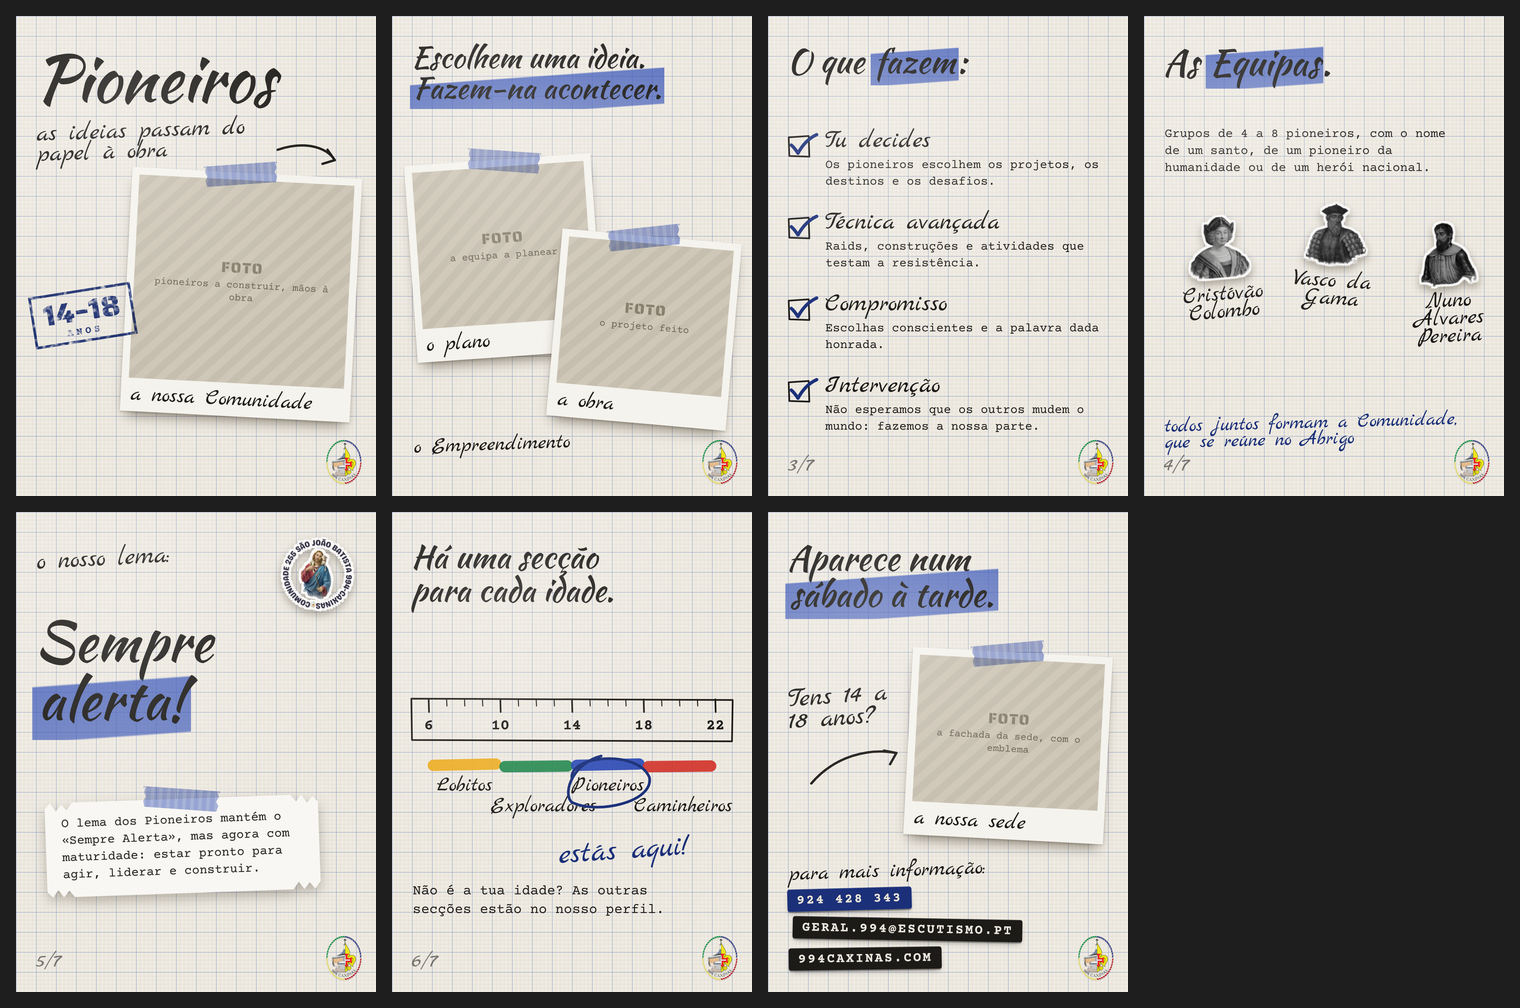 Pioneiros
as ideias passam do
papel à obra
FOTO
pioneiros a construir, mãos à
obra
14-18
ANOS
a nossa Comunidade
Escolhem uma ideia.
Fazem-na acontecer.
FOTO
a equipa a planear
o plano
FOTO
o projeto feito
a obra
o Empreendimento
O que fazem:
Tu decides
Os pioneiros escolhem os projetos, os
destinos e os desafios.
Técnica avançada
Raids, construções e atividades que
testam a resistência.
Compromisso
Escolhas conscientes e a palavra dada
honrada.
Intervenção
Não esperamos que os outros mudem o
mundo: fazemos a nossa parte.
3/7
As Equipas.
Grupos de 4 a 8 pioneiros, com o nome
de um santo, de um pioneiro da
humanidade ou de um herói nacional.
Cristóvão
Colombo
Vasco da
Gama
Nuno
Álvares
Pereira
todos juntos formam a Comunidade,
que se reúne no Abrigo
4/7
o nosso lema:
COMUNIDADE 255 SÃO JOÃO BATISTA 994-CAXINAS
Sempre
alerta!
O lema dos Pioneiros mantém o
«Sempre Alerta», mas agora com
maturidade: estar pronto para
agir, liderar e construir.
5/7
Há uma secção
para cada idade.
6 10 14 18 22
Lobitos
Exploradores
Pioneiros
Caminheiros
estás aqui!
Não é a tua idade? As outras
secções estão no nosso perfil.
6/7
Aparece num
sábado à tarde.
Tens 14 a
18 anos?
FOTO
a fachada da sede, com o
emblema
a nossa sede
para mais informação:
924 428 343
GERAL.994@ESCUTISMO.PT
994CAXINAS.COM